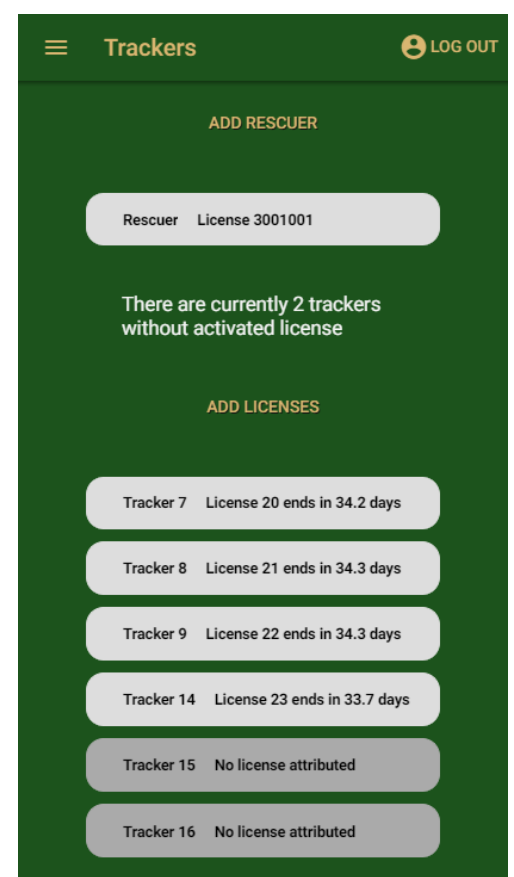 Trackers LOG OUT
ADD RESCUER
Rescuer License 3001001
There are currently 2 trackers
without activated license
ADD LICENSES
Tracker 7 License 20 ends in 34.2 days
Tracker 8 License 21 ends in 34.3 days
Tracker 9 License 22 ends in 34.3 days
Tracker 14 License 23 ends in 33.7 days
Tracker 15 No license attributed
Tracker 16 No license attributed